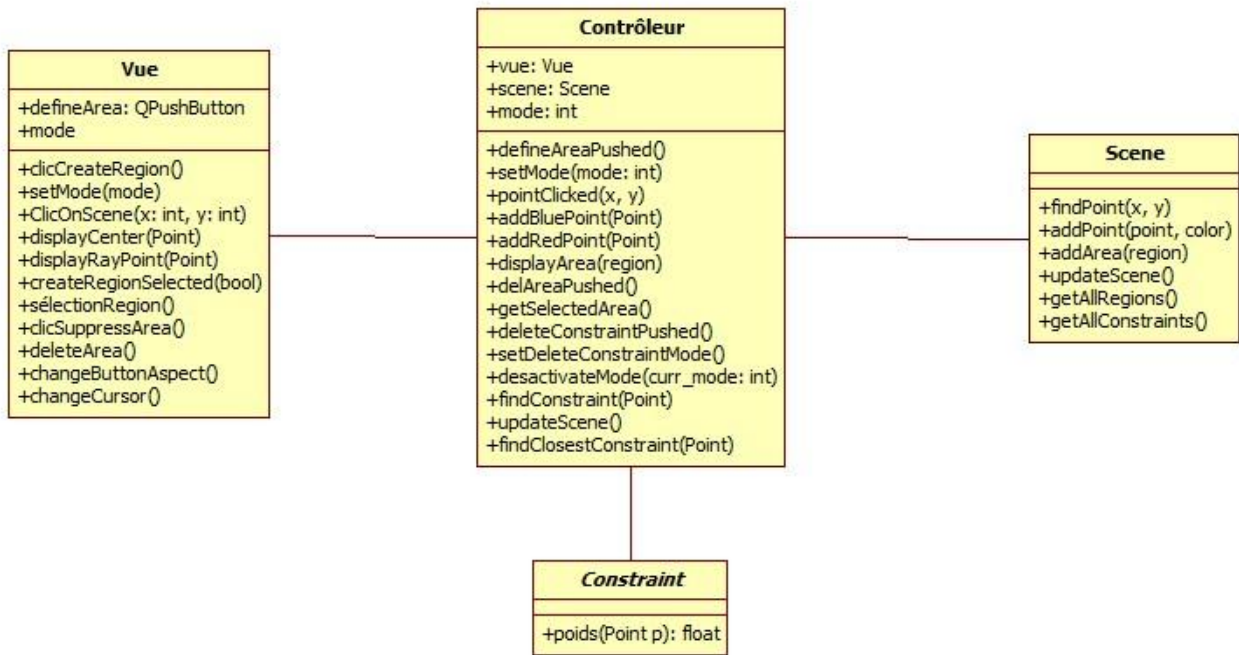 Vue
+defineArea: QPushButton
+mode
+clicCreateRegion()
+setMode(mode)
+ClicOnScene(x: int, y: int)
+displayCenter(Point)
+displayRayPoint(Point)
+createRegionSelected(bool)
+sélectionRegion()
+clicSuppressArea()
+deleteArea()
+changeButtonAspect()
+changeCursor()
Contrôleur
+vue: Vue
+scene: Scene
+mode: int
+defineAreaPushed()
+setMode(mode: int)
+pointClicked(x, y)
+addBluePoint(Point)
+addRedPoint(Point)
+displayArea(region)
+delAreaPushed()
+getSelectedArea()
+deleteConstraintPushed()
+setDeleteConstraintMode()
+desactivateMode(curr_mode: int)
+findConstraint(Point)
+updateScene()
+findClosestConstraint(Point)
Scene
+findPoint(x, y)
+addPoint(point, color)
+addArea(region)
+updateScene()
+getAllRegions()
+getAllConstraints()
Constraint
+poids(Point p): float